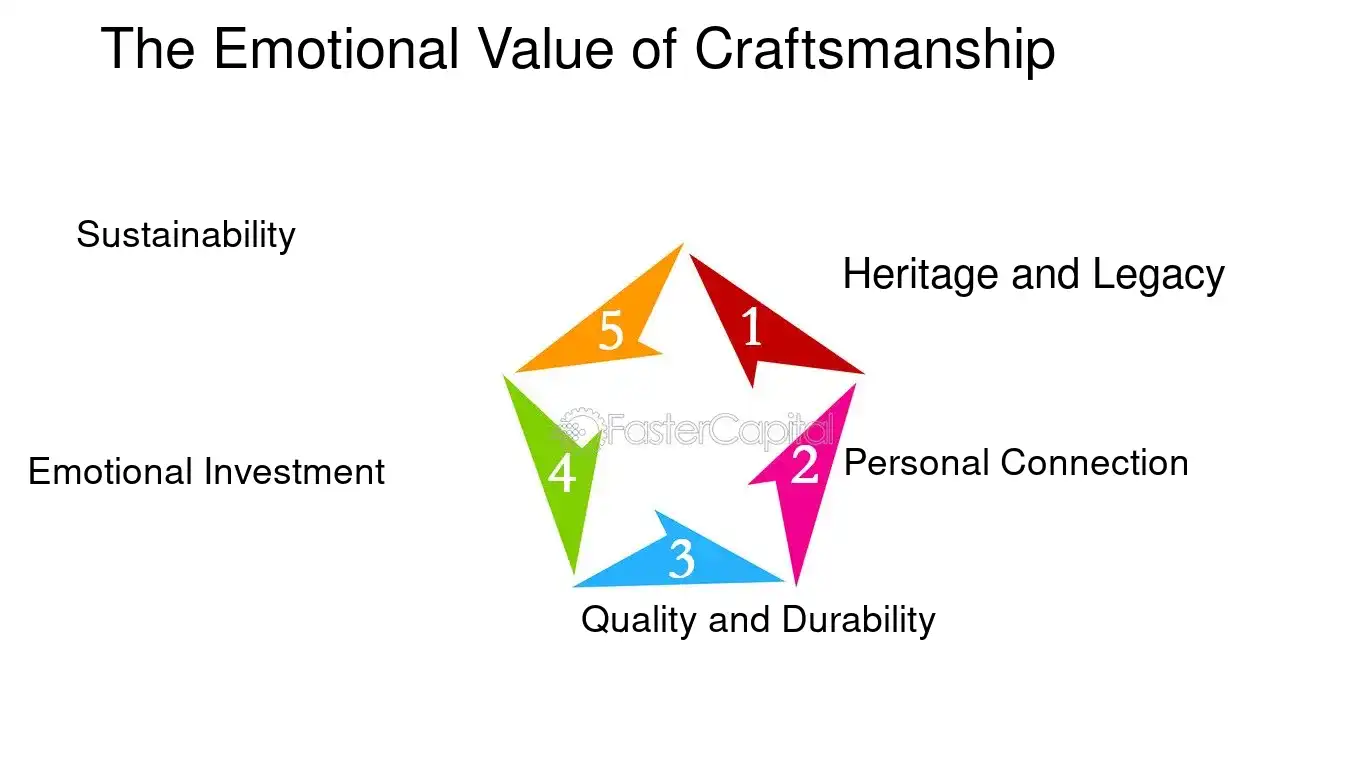 The Emotional Value of Craftsmanship
Sustainability
Heritage and Legacy
5
1
FasterCapital
4
2
Emotional Investment
Personal Connection
3
Quality and Durability